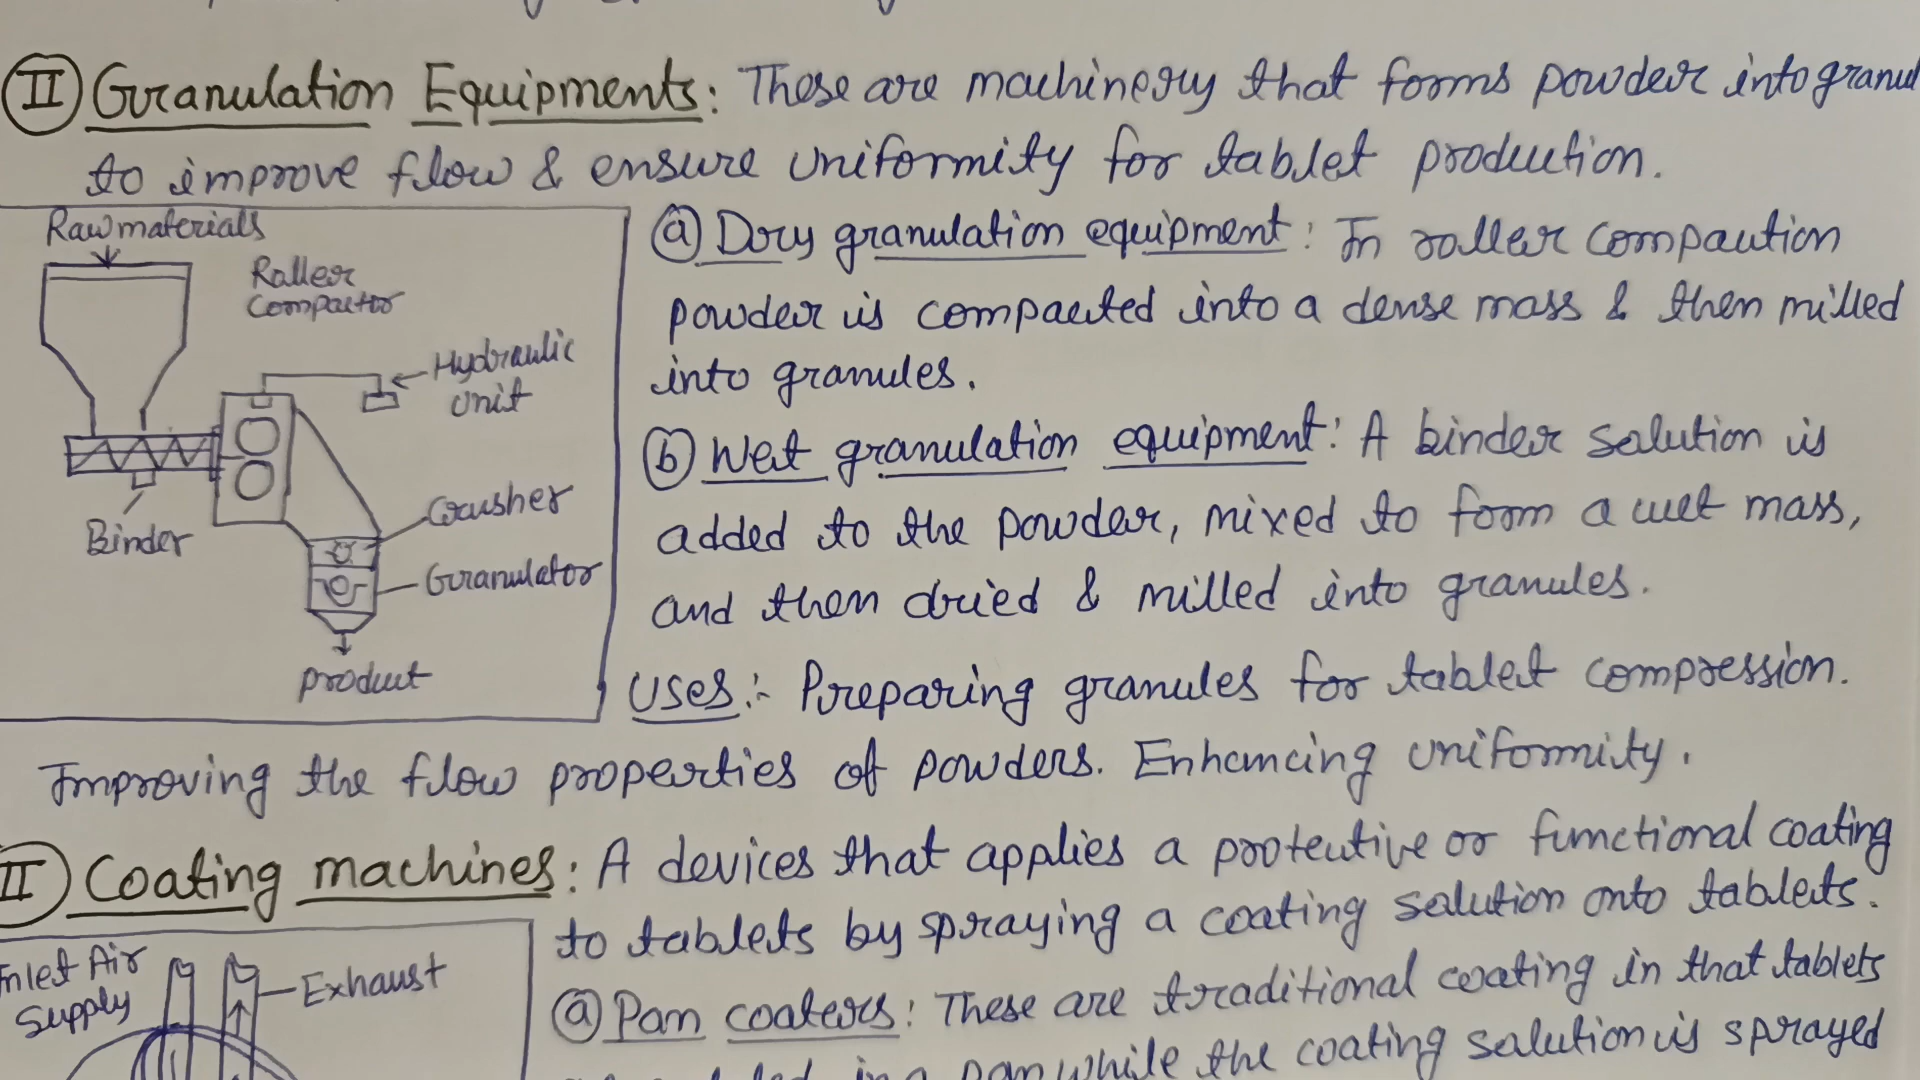 II Granulation Equipments: These are machinery that forms powder into granul
to improve flow & ensure uniformity for tablet production.
Raw materials
Roller
Compactor
Hydraulic
unit
Binder
Crusher
Granulator
product
a Dry granulation equipment: In roller compaction
powder is compacted into a dense mass & then milled
into granules.
b Wet granulation equipment: A binder solution is
added to the powder, mixed to form a wet mass,
and then dried & milled into granules.
Uses:- Preparing granules for tablet compression.
Improving the flow properties of powders. Enhancing uniformity.
II Coating machines: A devices that applies a protective or functional coating
to tablets by spraying a coating solution onto tablets.
Inlet Air
Supply
Exhaust
a Pan coaters: These are traditional coating in that tablets
in a pan while the coating solution is sprayed